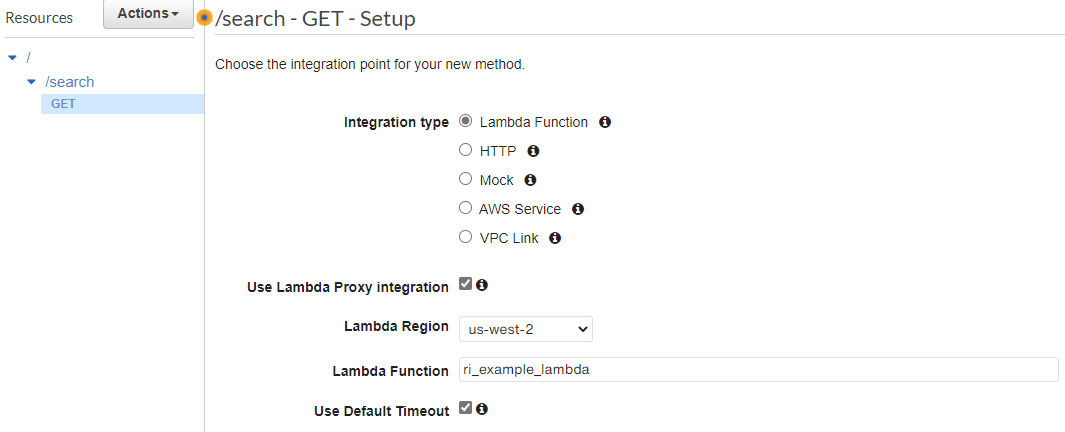 Resources
Actions
/search - GET - Setup
/
/search
GET
Choose the integration point for your new method.
Integration type
Lambda Function
HTTP
Mock
AWS Service
VPC Link
Use Lambda Proxy integration
Lambda Region us-west-2
Lambda Function ri_example_lambda
Use Default Timeout